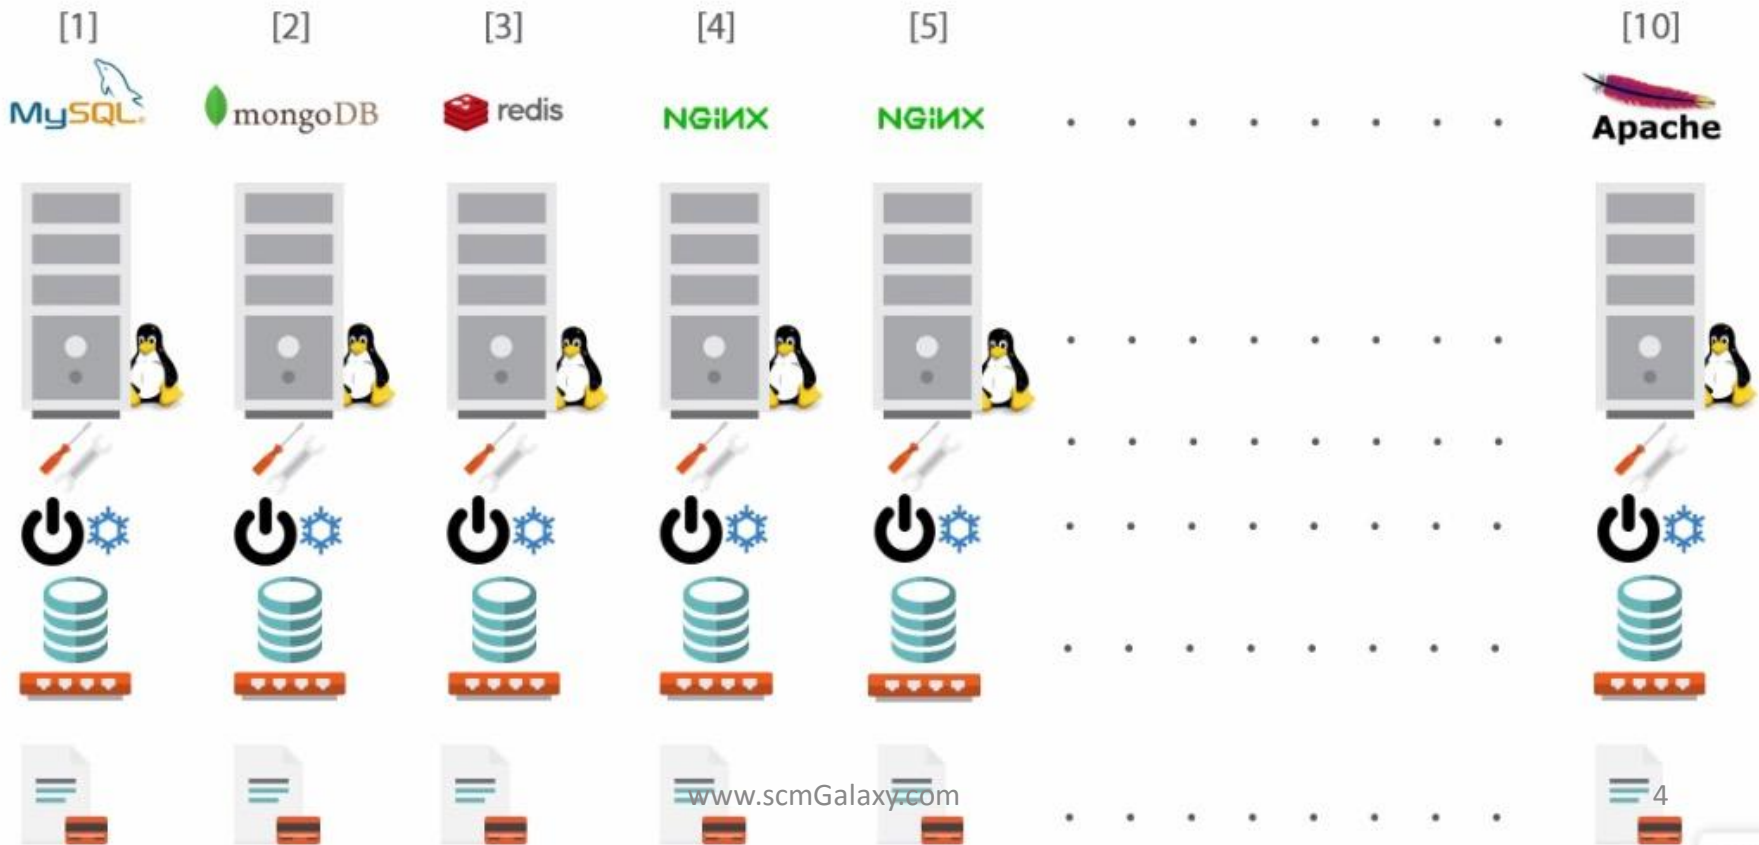 [1] [2] [3] [4] [5] [10]
MySQL. mongoDB redis NGiNX NGiNX Apache
www.scmGalaxy.com 4